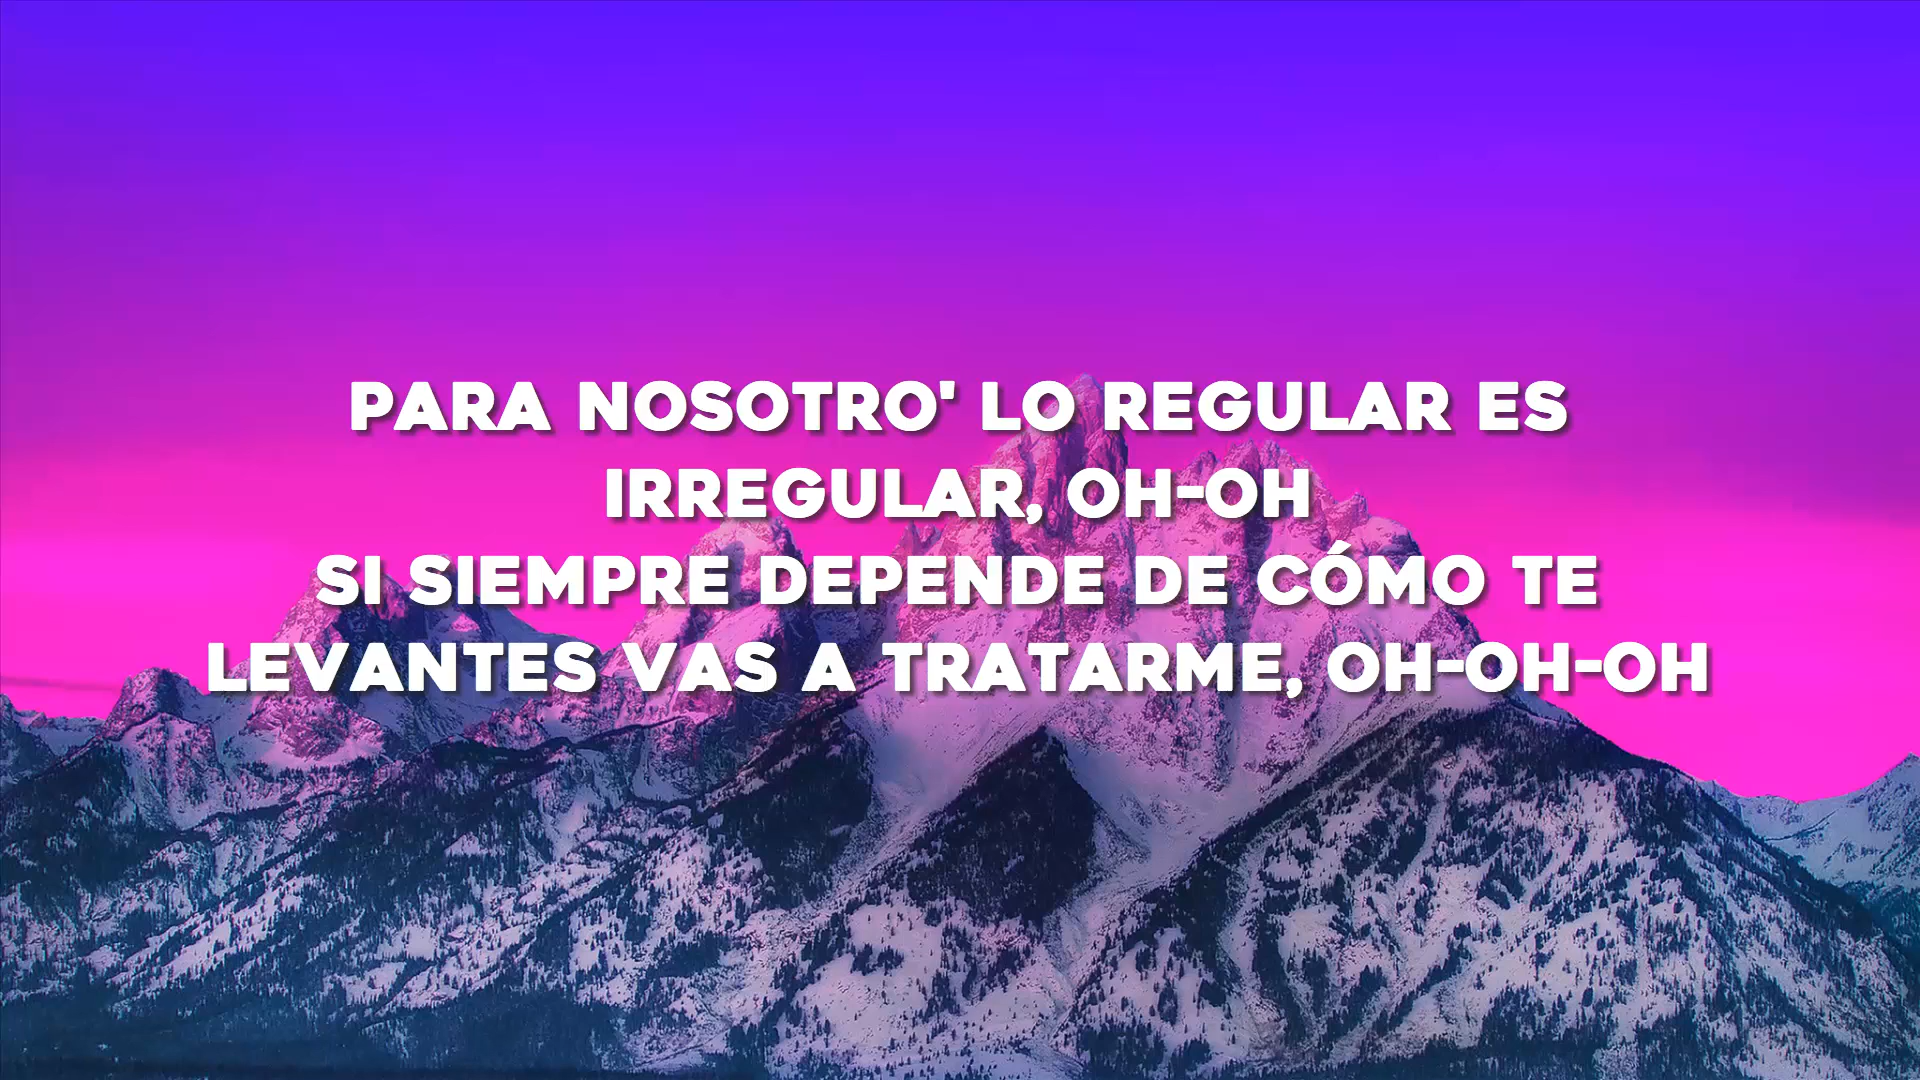 PARA NOSOTRO' LO REGULAR ES
IRREGULAR, OH-OH
SI SIEMPRE DEPENDE DE CÓMO TE
LEVANTES VAS A TRATARME, OH-OH-OH